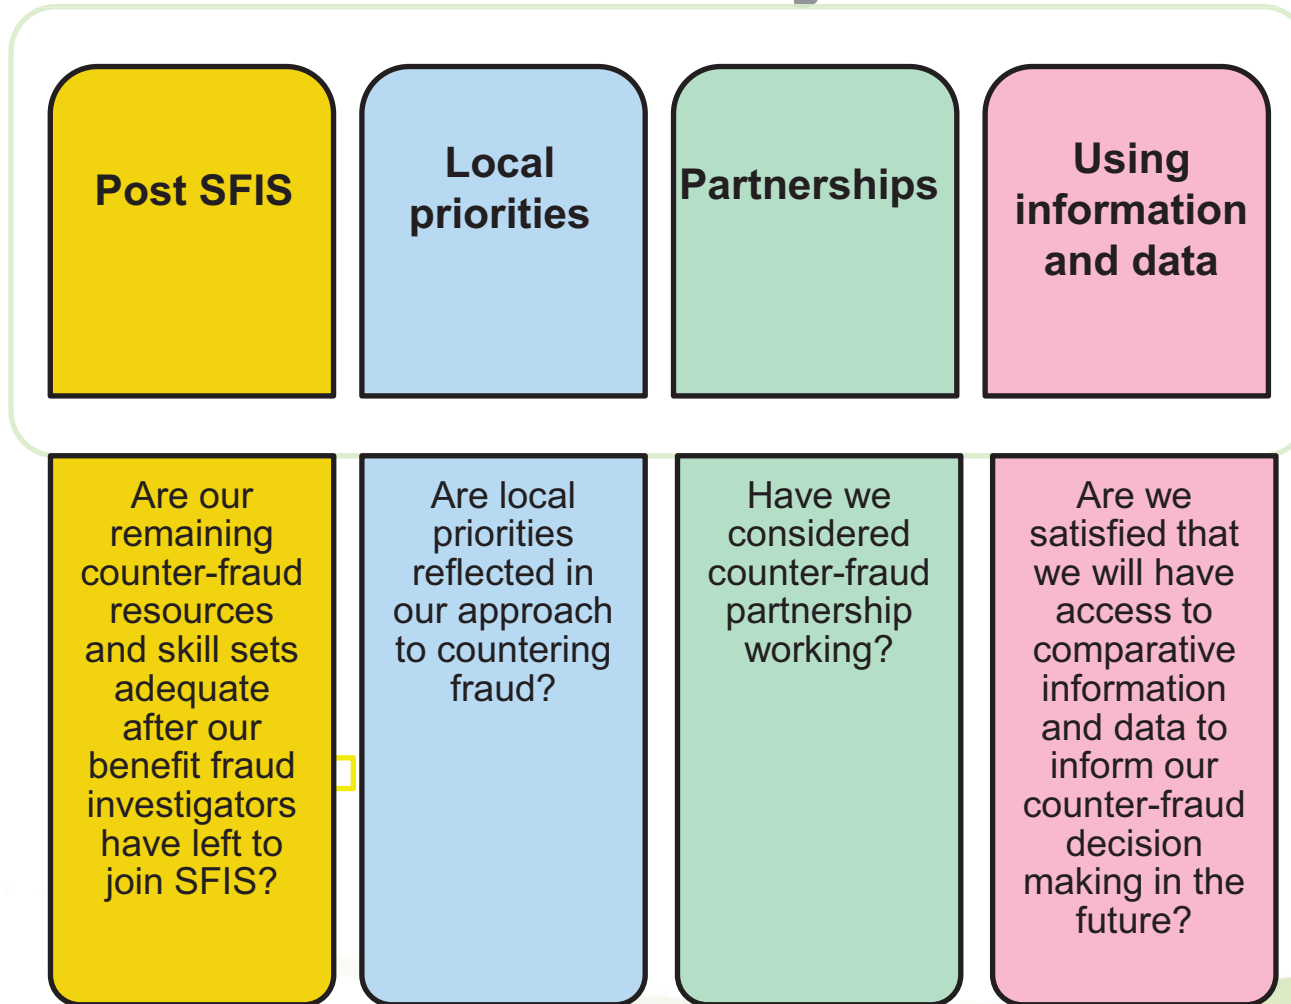 Post SFIS
Local
priorities
Partnerships
Using
information
and data
Are our
remaining
counter-fraud
resources
and skill sets
adequate
after our
benefit fraud
investigators
have left to
join SFIS?
Are local
priorities
reflected in
our approach
to countering
fraud?
Have we
considered
counter-fraud
partnership
working?
Are we
satisfied that
we will have
access to
comparative
information
and data to
inform our
counter-fraud
decision
making in the
future?